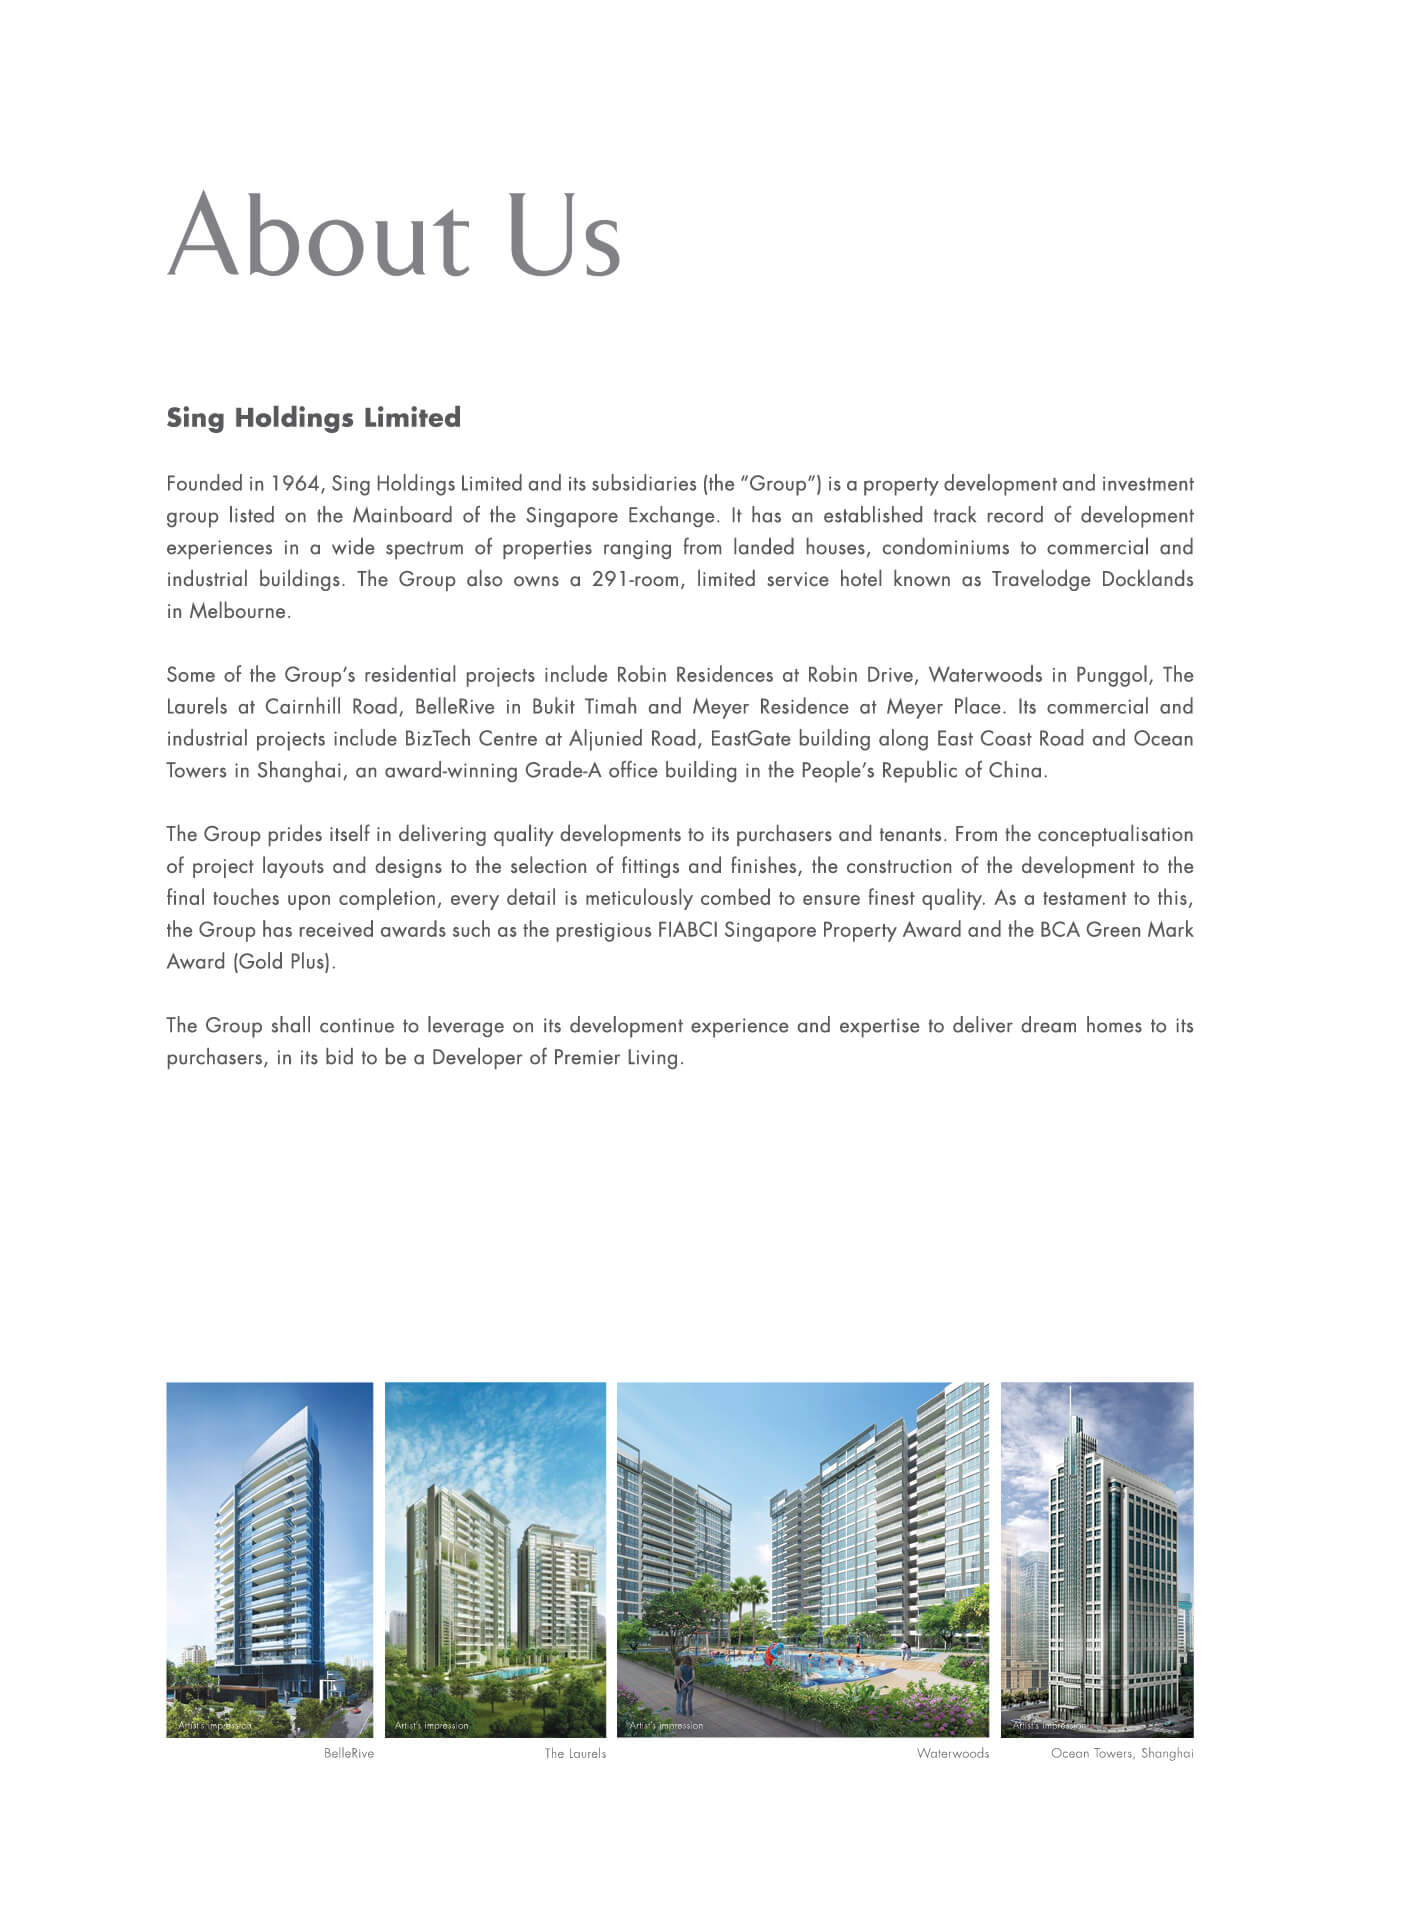 About Us
Sing Holdings Limited
Founded in 1964, Sing Holdings Limited and its subsidiaries (the “Group”) is a property development and investment
group listed on the Mainboard of the Singapore Exchange. It has an established track record of development
experiences in a wide spectrum of properties ranging from landed houses, condominiums to commercial and
industrial buildings. The Group also owns a 291-room, limited service hotel known as Travelodge Docklands
in Melbourne.
Some of the Group’s residential projects include Robin Residences at Robin Drive, Waterwoods in Punggol, The
Laurels at Cairnhill Road, BelleRive in Bukit Timah and Meyer Residence at Meyer Place. Its commercial and
industrial projects include BizTech Centre at Aljunied Road, EastGate building along East Coast Road and Ocean
Towers in Shanghai, an award-winning Grade-A office building in the People’s Republic of China.
The Group prides itself in delivering quality developments to its purchasers and tenants. From the conceptualisation
of project layouts and designs to the selection of fittings and finishes, the construction of the development to the
final touches upon completion, every detail is meticulously combed to ensure finest quality. As a testament to this,
the Group has received awards such as the prestigious FIABCI Singapore Property Award and the BCA Green Mark
Award (Gold Plus).
The Group shall continue to leverage on its development experience and expertise to deliver dream homes to its
purchasers, in its bid to be a Developer of Premier Living.
Artist's impression
Artist's impression
Artist's impression
Artist's impression
BelleRive
The Laurels
Waterwoods
Ocean Towers, Shanghai